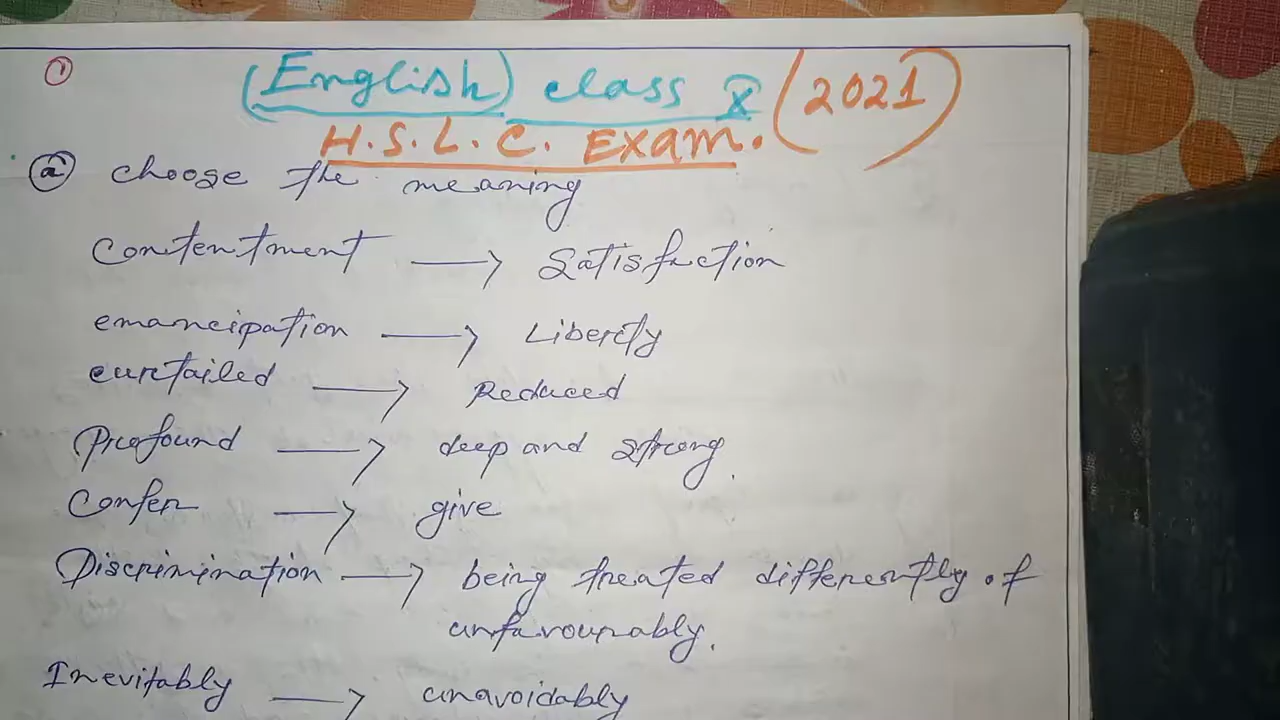 ① (English) class X (2021)
H.S.L.C. Exam.
ⓐ choose the meaning
Contentment → Satisfaction
emancipation → Liberty
curtailed → Reduced
Profound → deep and strong.
Confer → give
Discrimination → being treated differently of
unfavourably.
Inevitably → unavoidably